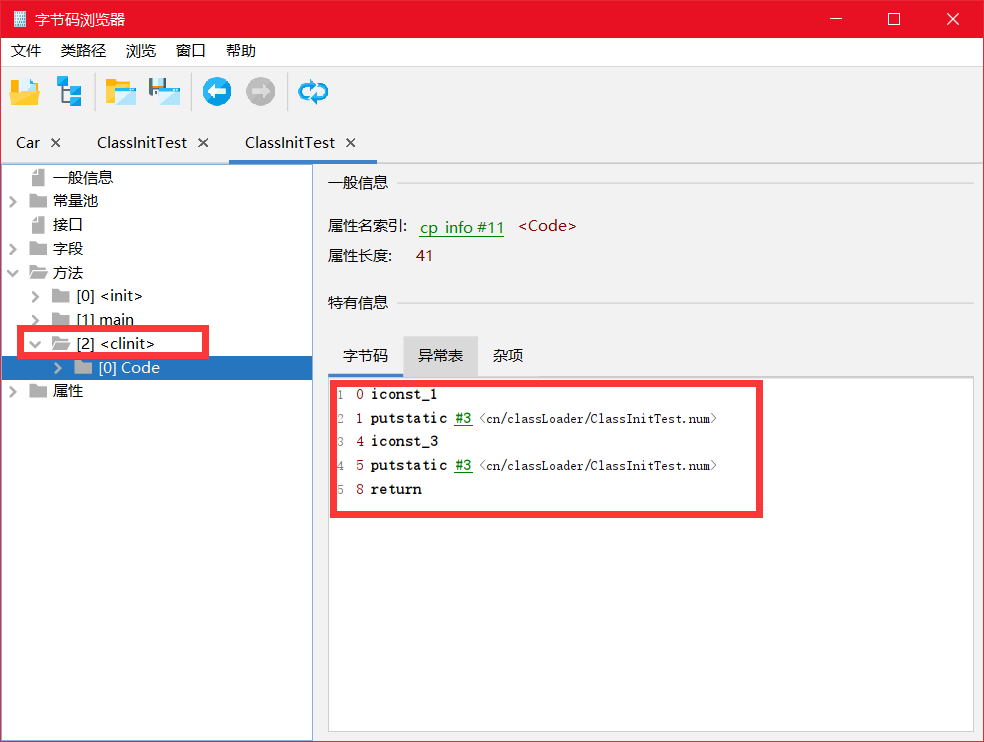 字节码浏览器
文件 类路径 浏览 窗口 帮助
Car ClassInitTest ClassInitTest
一般信息
常量池
接口
字段
方法
[0] <init>
[1] main
[2] <clinit>
[0] Code
属性
一般信息
属性名索引: cp_info #11 <Code>
属性长度: 41
特有信息
字节码 异常表 杂项
1 0 iconst_1
2 1 putstatic #3 <cn/classLoader/ClassInitTest.num>
3 4 iconst_3
4 5 putstatic #3 <cn/classLoader/ClassInitTest.num>
5 8 return